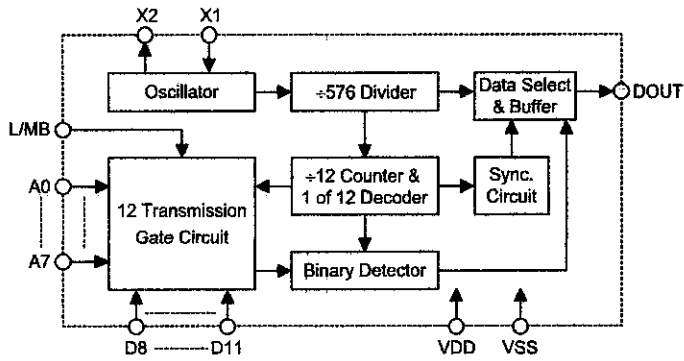 X2 X1
Oscillator
÷576 Divider
Data Select
& Buffer
DOUT
L/MB
A0
A7
12 Transmission
Gate Circuit
÷12 Counter &
1 of 12 Decoder
Sync.
Circuit
Binary Detector
D8 D11
VDD VSS